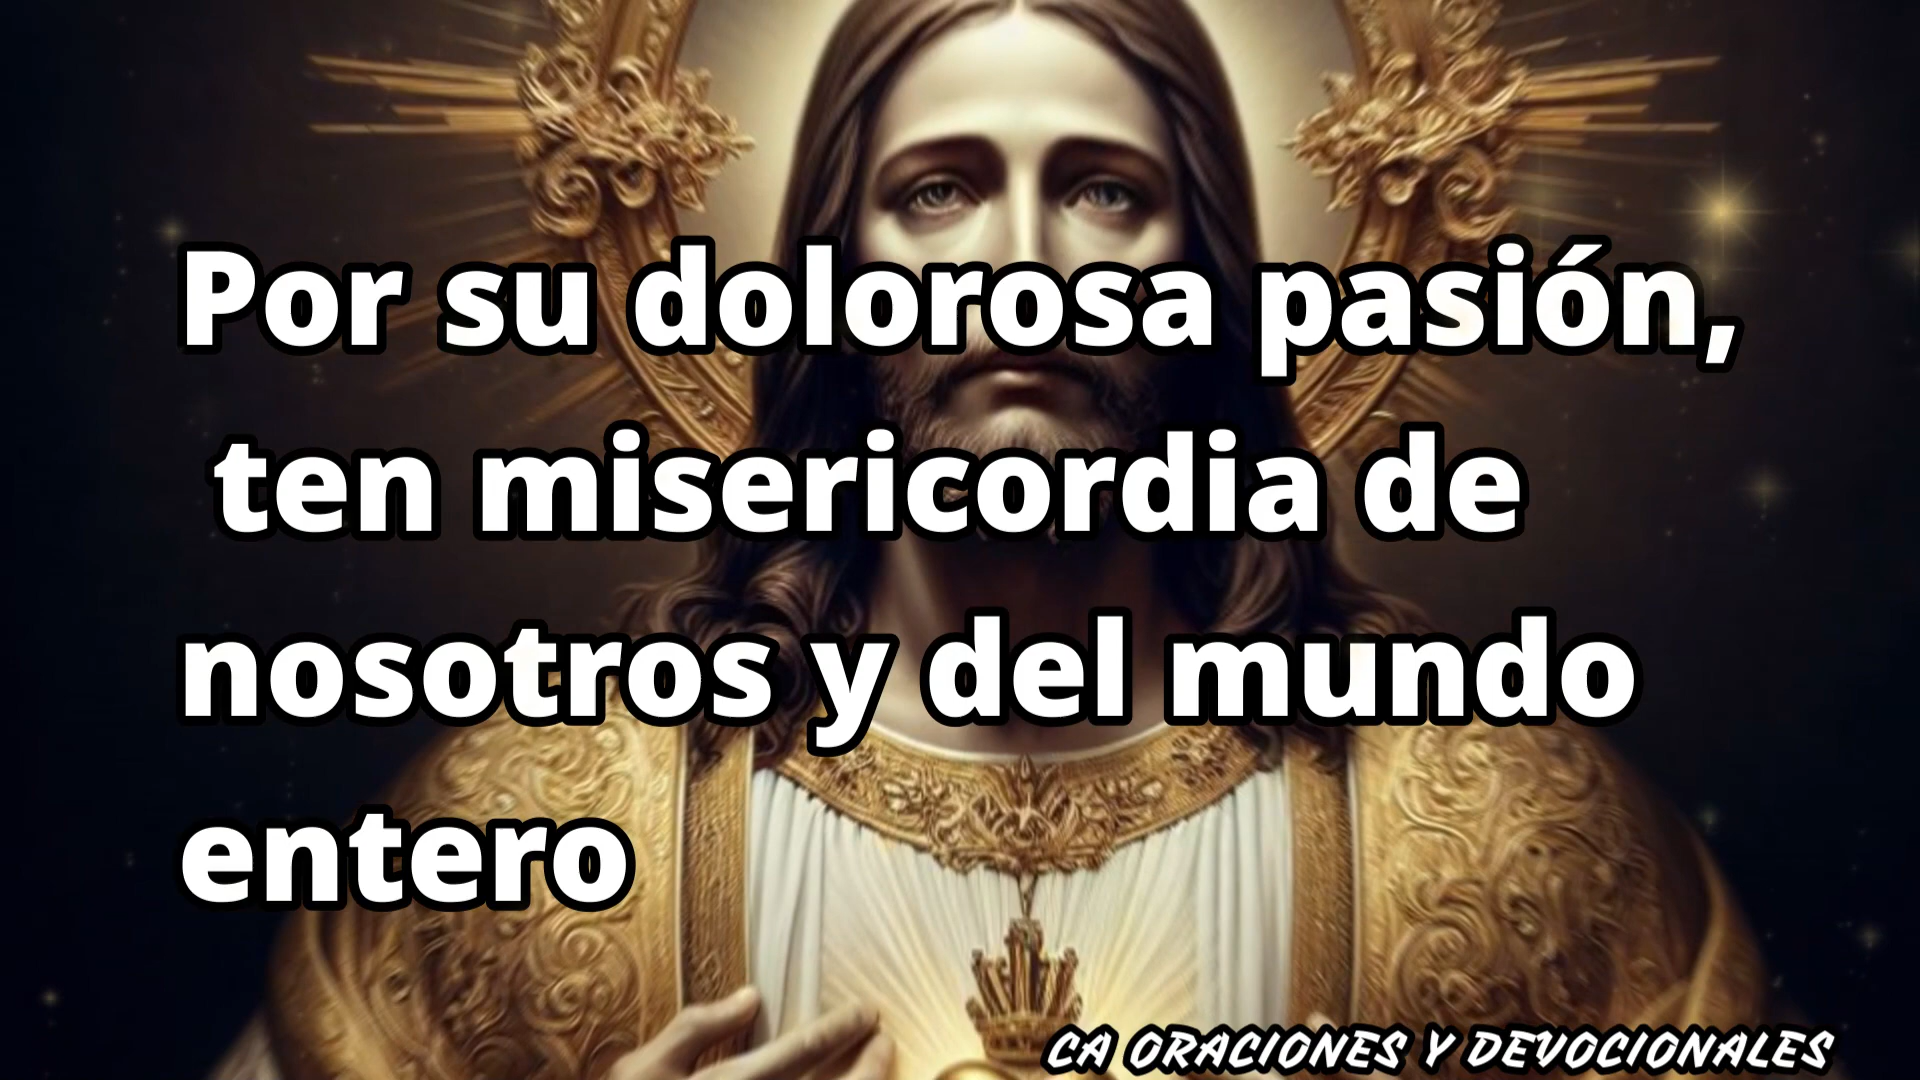 Por su dolorosa pasión,
ten misericordia de
nosotros y del mundo
entero
CA ORACIONES Y DEVOCIONALES